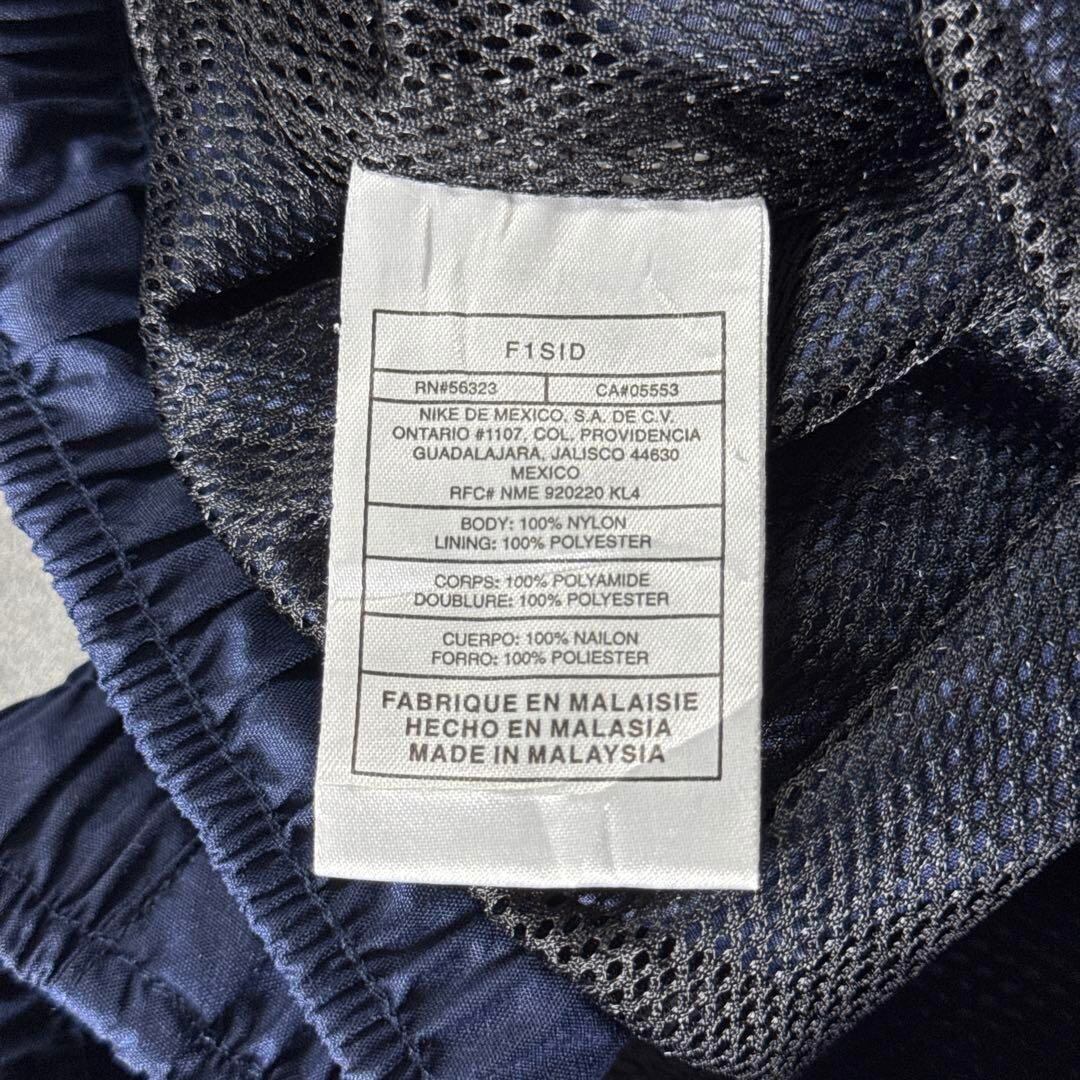 F1SID
RN#56323 CA#05553
NIKE DE MEXICO, S.A. DE C.V.
ONTARIO #1107, COL. PROVIDENCIA
GUADALAJARA, JALISCO 44630
MEXICO
RFC# NME 920220 KL4
BODY: 100% NYLON
LINING: 100% POLYESTER
CORPS: 100% POLYAMIDE
DOUBLURE: 100% POLYESTER
CUERPO: 100% NAILON
FORRO: 100% POLIESTER
FABRIQUE EN MALAISIE
HECHO EN MALASIA
MADE IN MALAYSIA